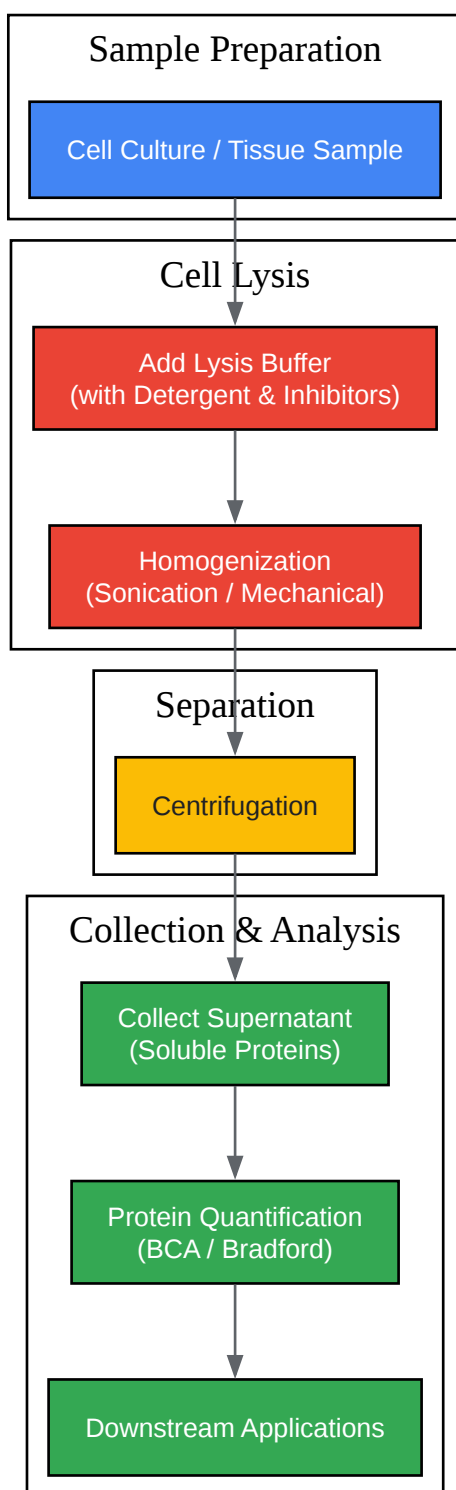 Sample Preparation
Cell Culture / Tissue Sample
Cell Lysis
Add Lysis Buffer
(with Detergent & Inhibitors)
Homogenization
(Sonication / Mechanical)
Separation
Centrifugation
Collection & Analysis
Collect Supernatant
(Soluble Proteins)
Protein Quantification
(BCA / Bradford)
Downstream Applications